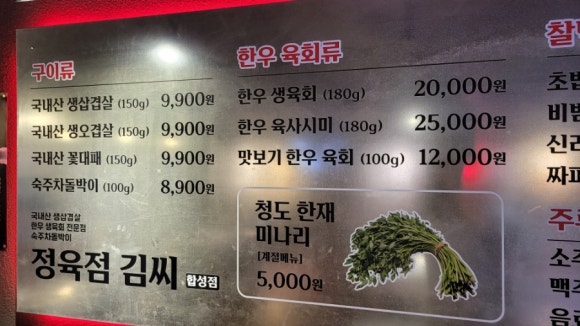 구이류
국내산 생삼겹살 (150g) 9,900원
국내산 생오겹살 (150g) 9,900원
국내산 꽃대패 (150g) 9,900원
숙주차돌박이 (100g) 8,900원
국내산 생삼겹살
한우 생육회 전문점
숙주차돌박이
정육점 김씨 합성점
한우 육회류
한우 생육회 (180g) 20,000원
한우 육사시미 (180g) 25,000원
맛보기 한우 육회 (100g) 12,000원
청도 한재
미나리
[계절메뉴]
5,000원
초밥
비빔
신라
짜파
주
소주
맥주
음료